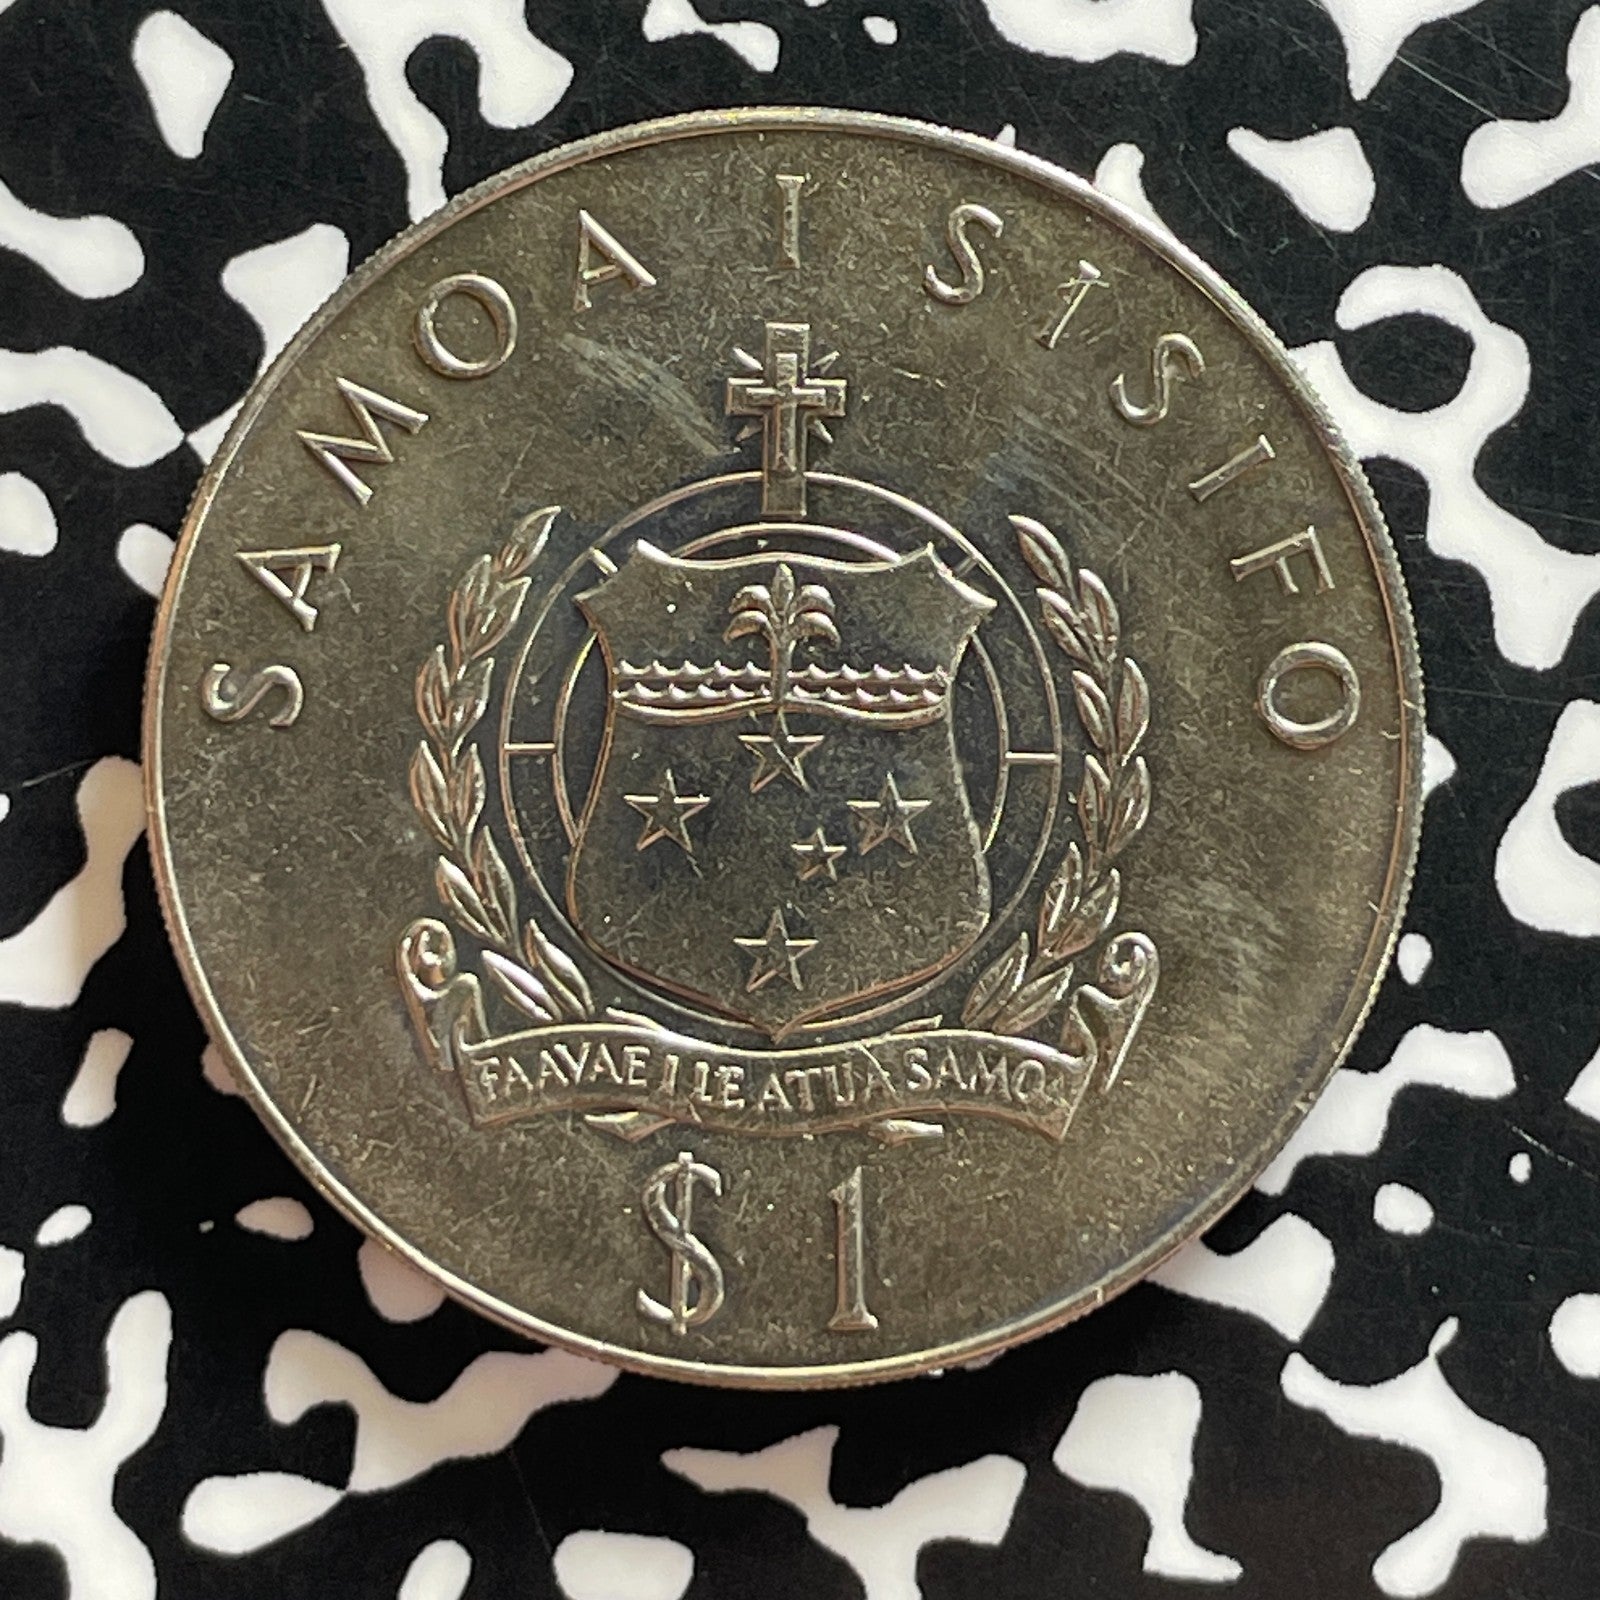 SAMOA I SISIFO
FAAVAE I LE ATUA SAMOA
$1